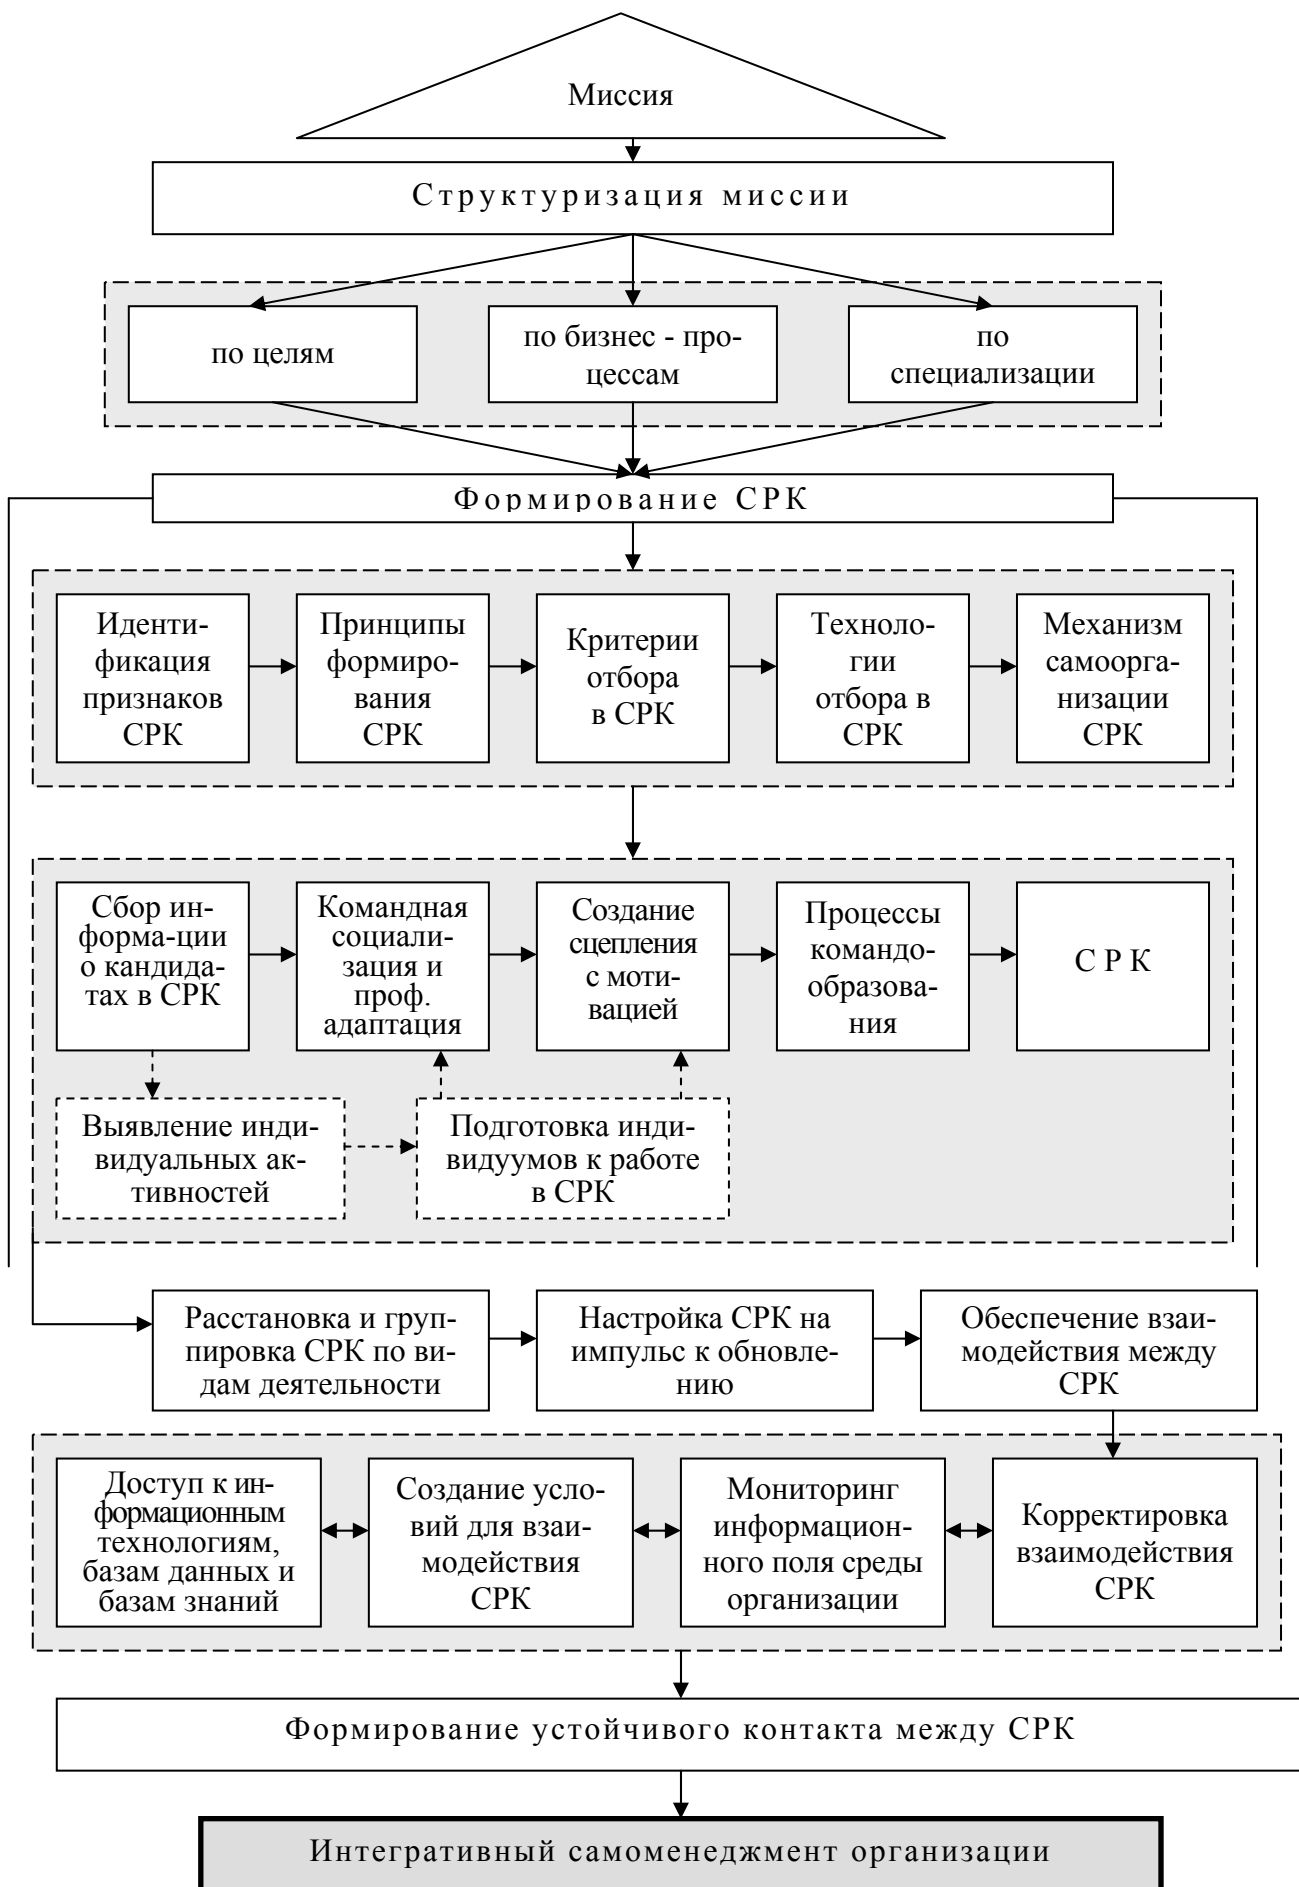 Миссия
Структуризация миссии
по целям
по бизнес - про-
цессам
по
специализации
Формирование СРК
Иденти-
фикация
признаков
СРК
Принципы
формиро-
вания
СРК
Критерии
отбора
в СРК
Техноло-
гии
отбора в
СРК
Механизм
самоорга-
низации
СРК
Сбор ин-
форма-ции
о кандида-
тах в СРК
Командная
социали-
зация и
проф.
адаптация
Создание
сцепления
с моти-
вацией
Процессы
командо-
образова-
ния
С Р К
Выявление инди-
видуальных ак-
тивностей
Подготовка инди-
видуумов к работе
в СРК
Расстановка и груп-
пировка СРК по ви-
дам деятельности
Настройка СРК на
импульс к обновле-
нию
Обеспечение взаи-
модействия между
СРК
Доступ к ин-
формационным
технологиям,
базам данных и
базам знаний
Создание усло-
вий для взаи-
модействия
СРК
Мониторинг
информацион-
ного поля среды
организации
Корректировка
взаимодействия
СРК
Формирование устойчивого контакта между СРК
Интегративный самоменеджмент организации